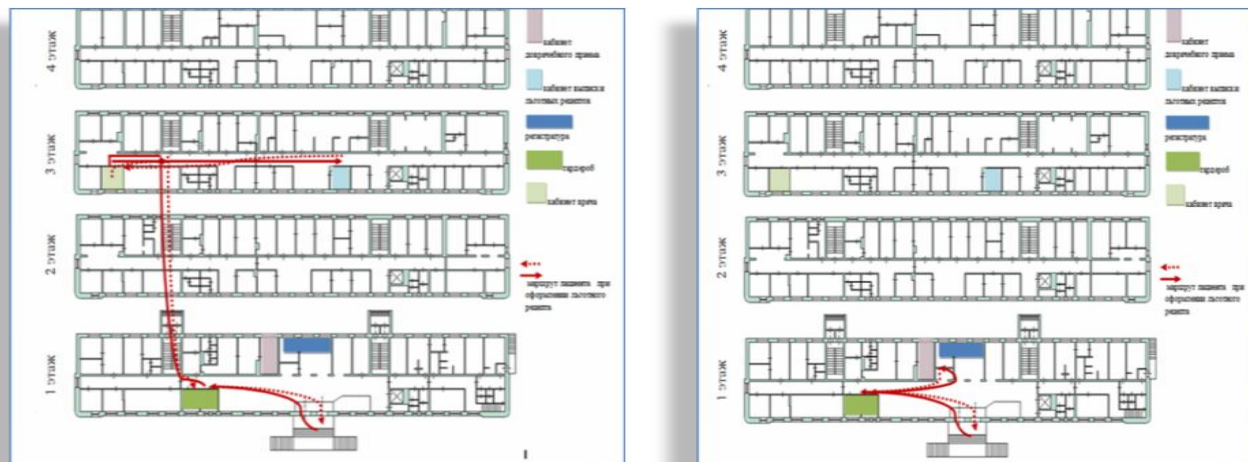 4 этаж
3 этаж
2 этаж
1 этаж
кабинет
доврачебного приема
кабинет выписки
льготных рецептов
регистратура
гардероб
кабинет врача
маршрут пациента при
оформлении льготного
рецепта
4 этаж
3 этаж
2 этаж
1 этаж
кабинет
доврачебного приема
кабинет выписки
льготных рецептов
регистратура
гардероб
кабинет врача
маршрут пациента при
оформлении льготного
рецепта